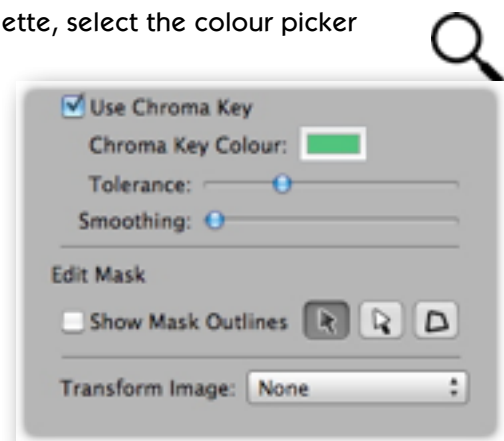 ette, select the colour picker
Use Chroma Key
Chroma Key Colour:
Tolerance:
Smoothing:
Edit Mask
Show Mask Outlines
Transform Image: None